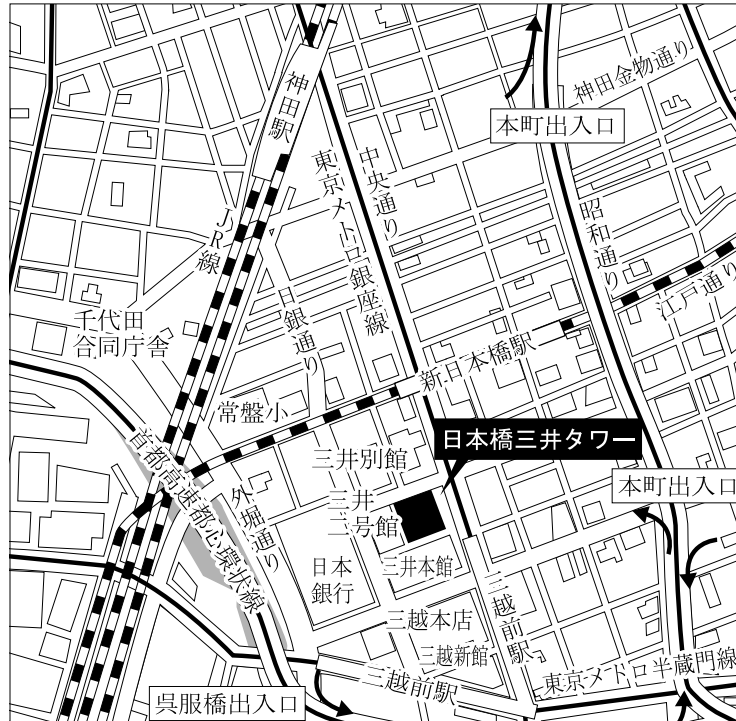 神田駅
本町出入口
神田金物通り
東京メトロ銀座線
中央通り
昭和通り
江戸通り
JR線
日銀通り
千代田
合同庁舎
新日本橋駅
常盤小
日本橋三井タワー
三井別館
首都高速都心環状線
外堀通り
三井
二号館
本町出入口
日本
銀行
三井本館
三越前駅
三越本店
三越新館
三越前駅
東京メトロ半蔵門線
呉服橋出入口